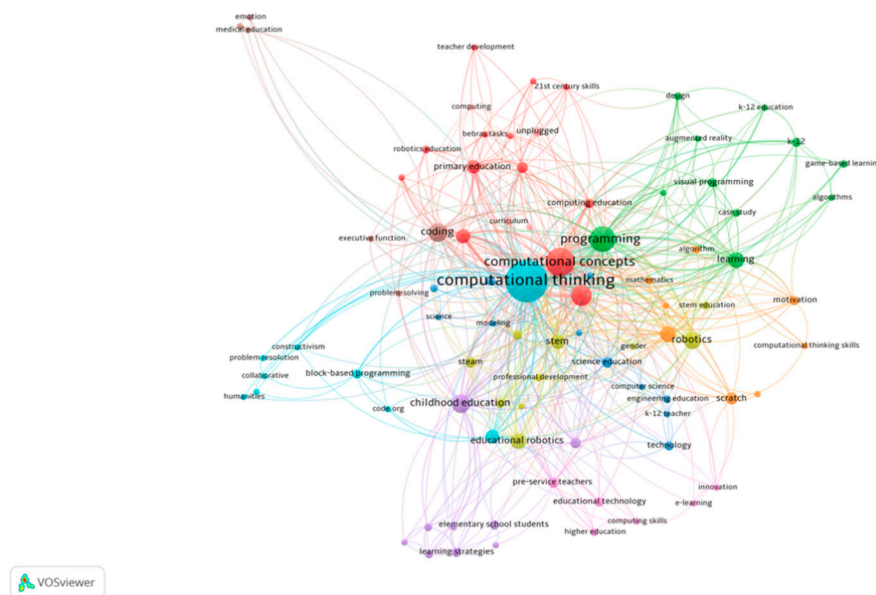 emotion
medical education
teacher development
21st century skills
design
k-12 education
computing
bebras tasks
unplugged
augmented reality
k-12
robotics education
primary education
visual programming
game-based learning
algorithms
computing education
case study
curriculum
coding
executive function
programming
algorithm
computational concepts
learning
computational thinking
mathematics
problem solving
stem education
motivation
science
modeling
constructivism
stem
gender
robotics
computational thinking skills
problem resolution
steam
science education
collaborative
block-based programming
professional development
computer science
humanities
childhood education
engineering education
scratch
code.org
k-12 teacher
educational robotics
technology
pre-service teachers
innovation
educational technology
e-learning
elementary school students
computing skills
higher education
learning strategies
VOSviewer